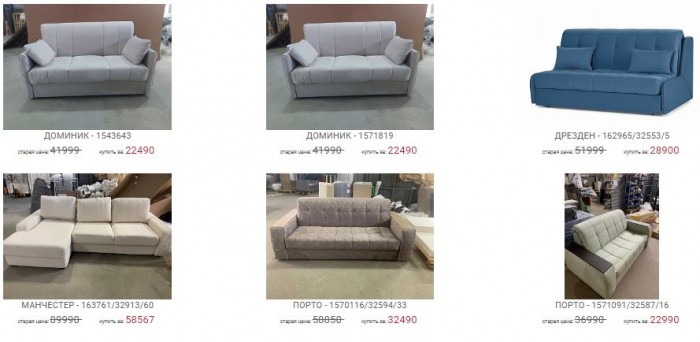 ДОМИНИК - 1543643
старая цена: 41999 купить за: 22490
ДОМИНИК - 1571819
старая цена: 41990 купить за: 22490
ДРЕЗДЕН - 162965/32553/5
старая цена: 51999 купить за: 28900
МАНЧЕСТЕР - 163761/32913/60
старая цена: 89990 купить за: 58567
ПОРТО - 1570116/32594/33
старая цена: 58850 купить за: 32490
ПОРТО - 1571091/32587/16
старая цена: 36990 купить за: 22990